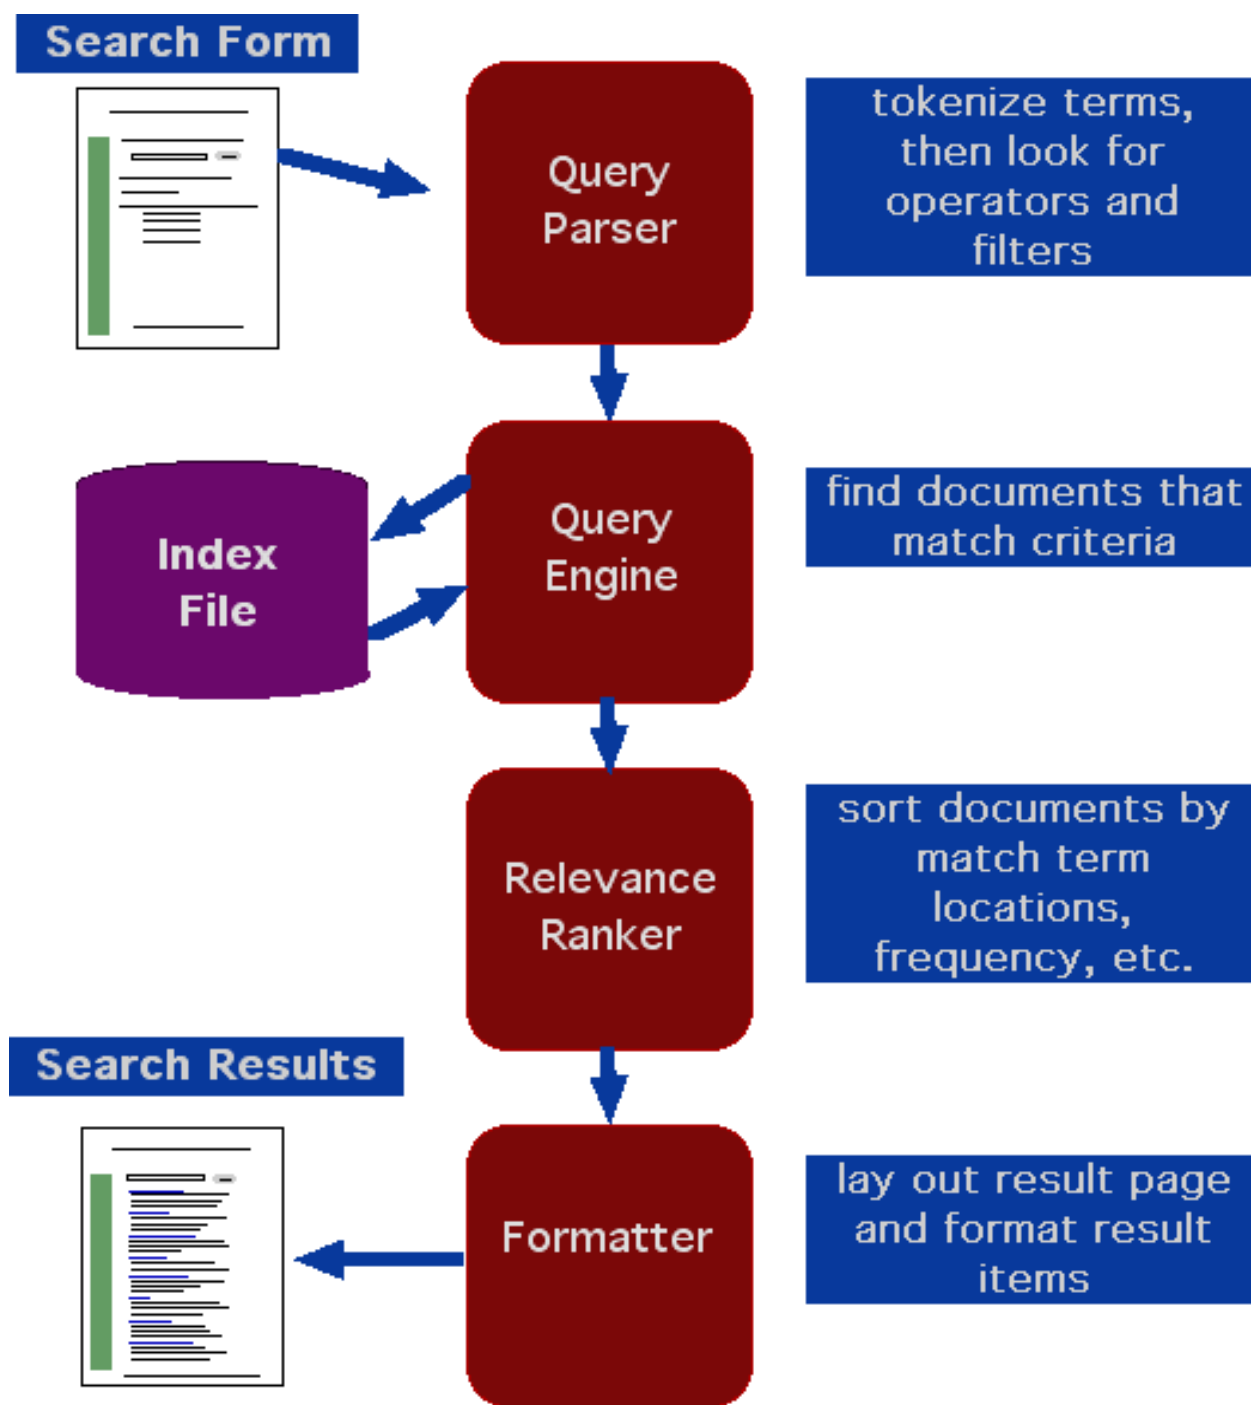 Search Form
Query
Parser
tokenize terms,
then look for
operators and
filters
Index
File
Query
Engine
find documents that
match criteria
Relevance
Ranker
sort documents by
match term
locations,
frequency, etc.
Search Results
Formatter
lay out result page
and format result
items